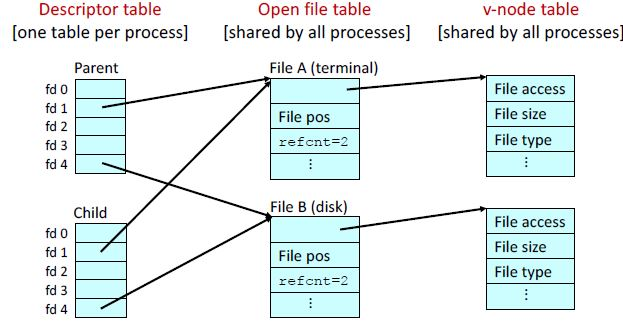 Descriptor table
[one table per process]
Open file table
[shared by all processes]
v-node table
[shared by all processes]
Parent
fd 0
fd 1
fd 2
fd 3
fd 4
File A (terminal)
File pos
refcnt=2
⋮
File access
File size
File type
⋮
Child
fd 0
fd 1
fd 2
fd 3
fd 4
File B (disk)
File pos
refcnt=2
⋮
File access
File size
File type
⋮